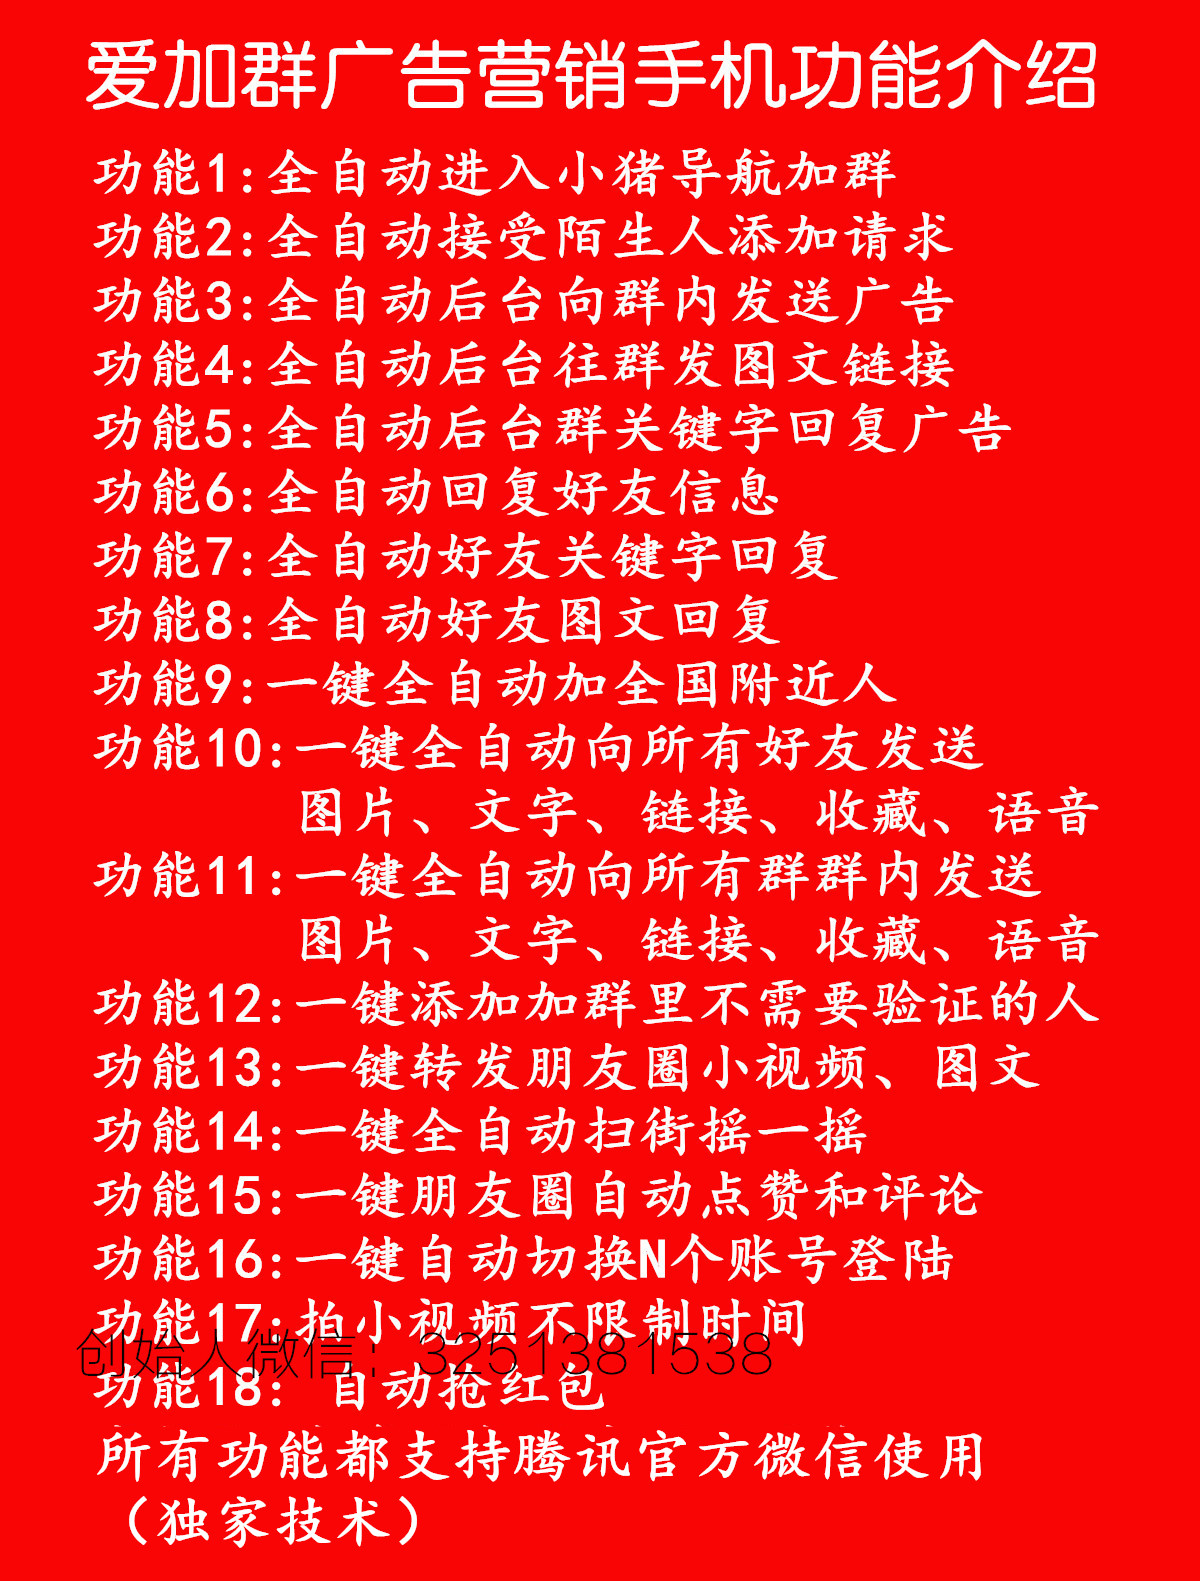 爱加群广告营销手机功能介绍
功能1:全自动进入小猪导航加群
功能2:全自动接受陌生人添加请求
功能3:全自动后台向群内发送广告
功能4:全自动后台往群发图文链接
功能5:全自动后台群关键字回复广告
功能6:全自动回复好友信息
功能7:全自动好友关键字回复
功能8:全自动好友图文回复
功能9:一键全自动加全国附近人
功能10:一键全自动向所有好友发送
图片、文字、链接、收藏、语音
功能11:一键全自动向所有群群内发送
图片、文字、链接、收藏、语音
功能12:一键添加加群里不需要验证的人
功能13:一键转发朋友圈小视频、图文
功能14:一键全自动扫街摇一摇
功能15:一键朋友圈自动点赞和评论
功能16:一键自动切换N个账号登陆
功能17:拍小视频不限制时间
创始人微信：3251381538
功能18: 自动抢红包
所有功能都支持腾讯官方微信使用
（独家技术）